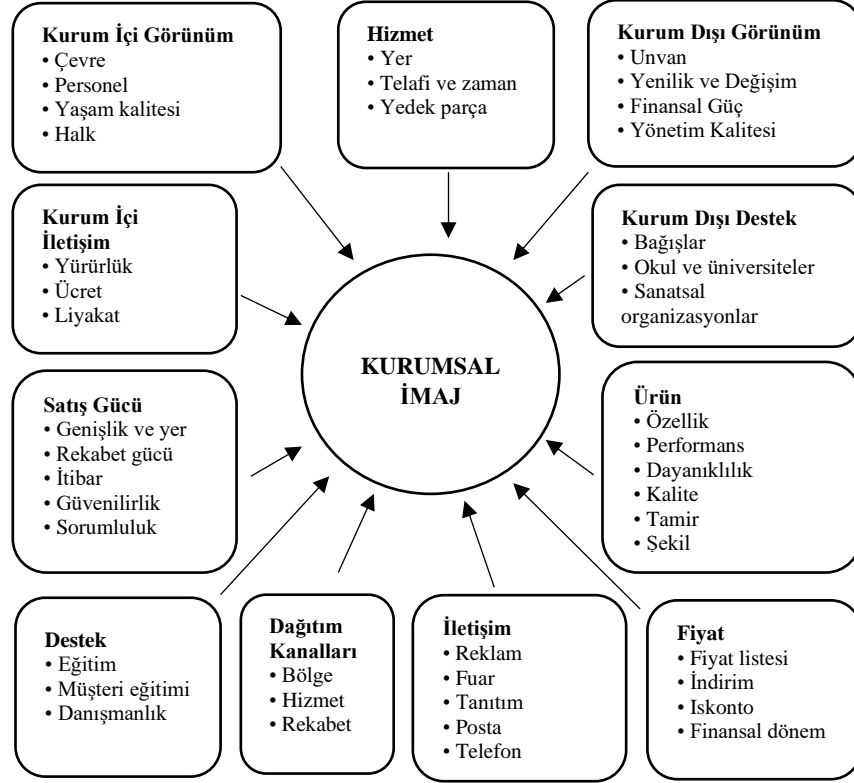 Kurum İçi Görünüm
• Çevre
• Personel
• Yaşam kalitesi
• Halk
Hizmet
• Yer
• Telafi ve zaman
• Yedek parça
Kurum Dışı Görünüm
• Unvan
• Yenilik ve Değişim
• Finansal Güç
• Yönetim Kalitesi
Kurum İçi
İletişim
• Yürürlük
• Ücret
• Liyakat
Kurum Dışı Destek
• Bağışlar
• Okul ve üniversiteler
• Sanatsal
organizasyonlar
KURUMSAL
İMAJ
Satış Gücü
• Genişlik ve yer
• Rekabet gücü
• İtibar
• Güvenilirlik
• Sorumluluk
Ürün
• Özellik
• Performans
• Dayanıklılık
• Kalite
• Tamir
• Şekil
Destek
• Eğitim
• Müşteri eğitimi
• Danışmanlık
Dağıtım
Kanalları
• Bölge
• Hizmet
• Rekabet
İletişim
• Reklam
• Fuar
• Tanıtım
• Posta
• Telefon
Fiyat
• Fiyat listesi
• İndirim
• Iskonto
• Finansal dönem